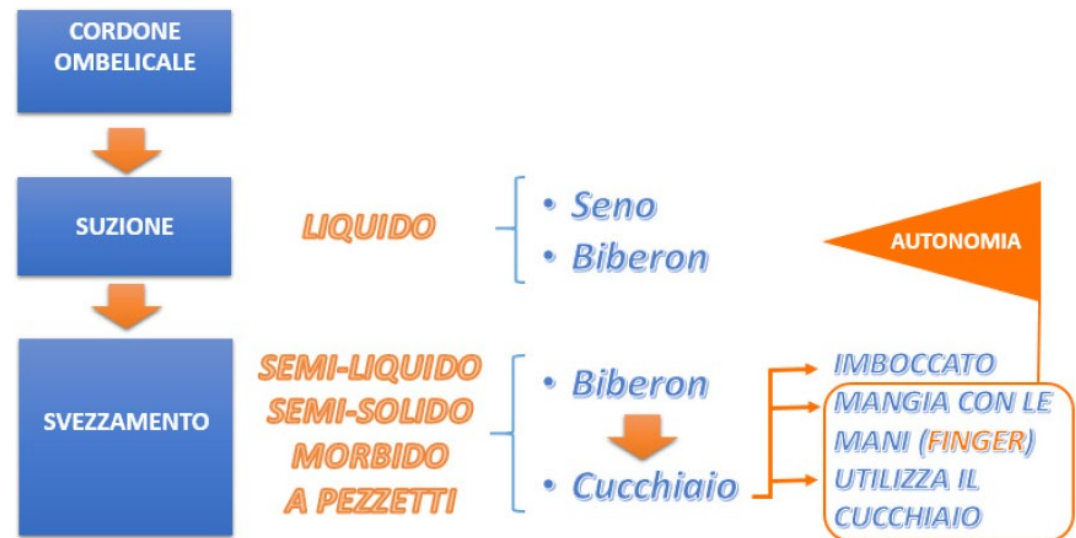 CORDONE
OMBELICALE
SUZIONE
LIQUIDO
• Seno
• Biberon
AUTONOMIA
SVEZZAMENTO
SEMI-LIQUIDO
SEMI-SOLIDO
MORBIDO
A PEZZETTI
• Biberon
• Cucchiaio
IMBOCCATO
MANGIA CON LE
MANI (FINGER)
UTILIZZA IL
CUCCHIAIO